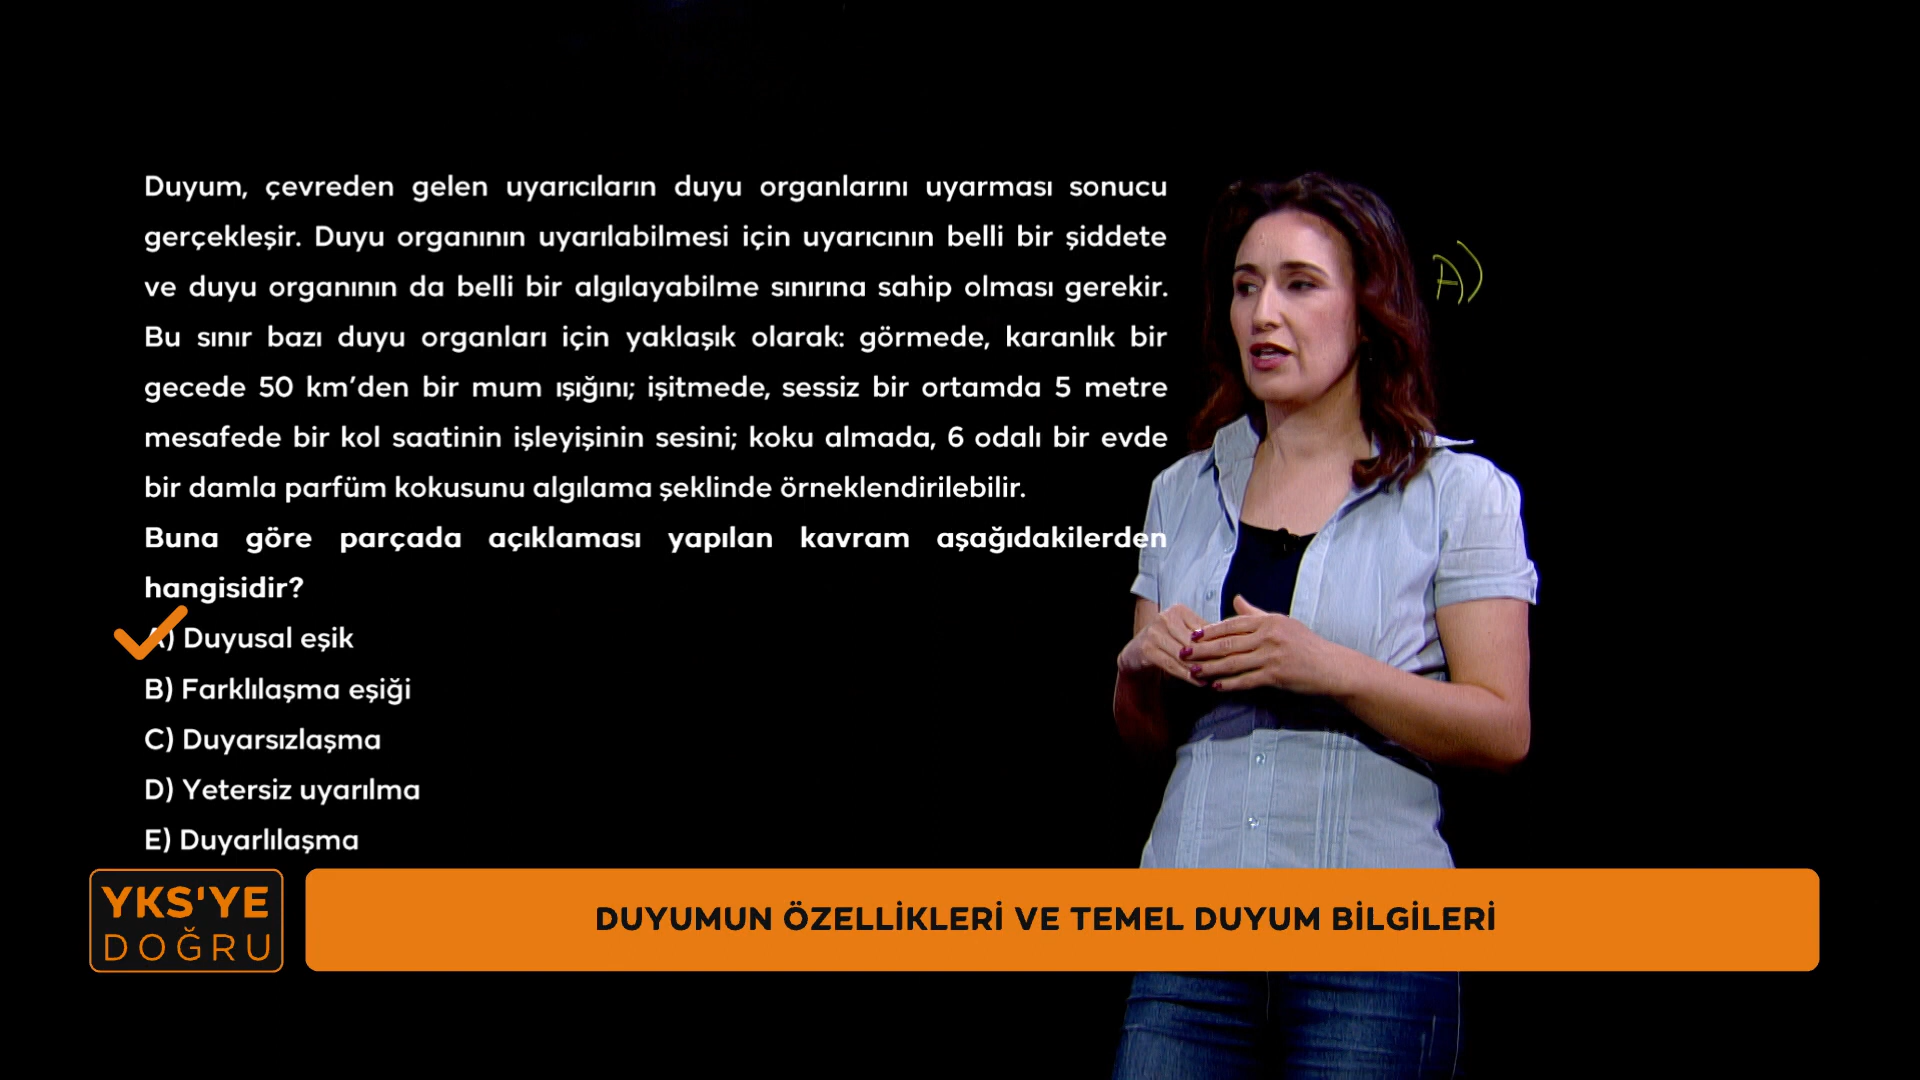 Duyum, çevreden gelen uyarıcıların duyu organlarını uyarması sonucu
gerçekleşir. Duyu organının uyarılabilmesi için uyarıcının belli bir şiddete
ve duyu organının da belli bir algılayabilme sınırına sahip olması gerekir.
Bu sınır bazı duyu organları için yaklaşık olarak: görmede, karanlık bir
gecede 50 km’den bir mum ışığını; işitmede, sessiz bir ortamda 5 metre
mesafede bir kol saatinin işleyişinin sesini; koku almada, 6 odalı bir evde
bir damla parfüm kokusunu algılama şeklinde örneklendirilebilir.
Buna göre parçada açıklaması yapılan kavram aşağıdakilerden
hangisidir?
A) Duyusal eşik
B) Farklılaşma eşiği
C) Duyarsızlaşma
D) Yetersiz uyarılma
E) Duyarlılaşma
A)
YKS'YE
DOĞRU
DUYUMUN ÖZELLİKLERİ VE TEMEL DUYUM BİLGİLERİ